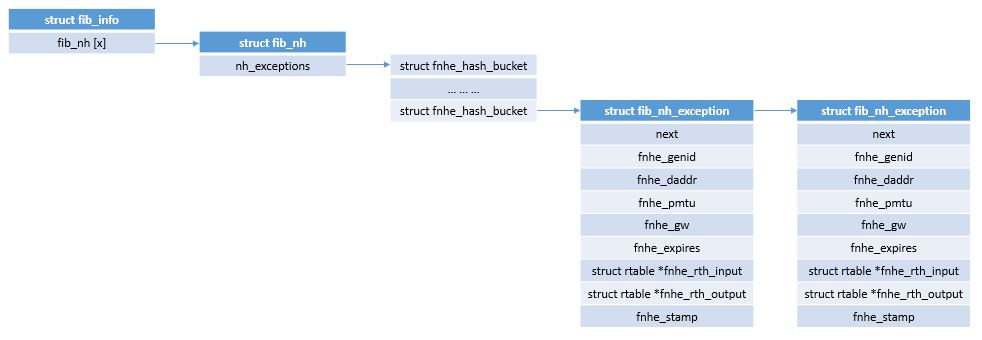 struct fib_info
fib_nh [x]
struct fib_nh
nh_exceptions
struct fnhe_hash_bucket
... ... ...
struct fnhe_hash_bucket
struct fib_nh_exception
next
fnhe_genid
fnhe_daddr
fnhe_pmtu
fnhe_gw
fnhe_expires
struct rtable *fnhe_rth_input
struct rtable *fnhe_rth_output
fnhe_stamp
struct fib_nh_exception
next
fnhe_genid
fnhe_daddr
fnhe_pmtu
fnhe_gw
fnhe_expires
struct rtable *fnhe_rth_input
struct rtable *fnhe_rth_output
fnhe_stamp